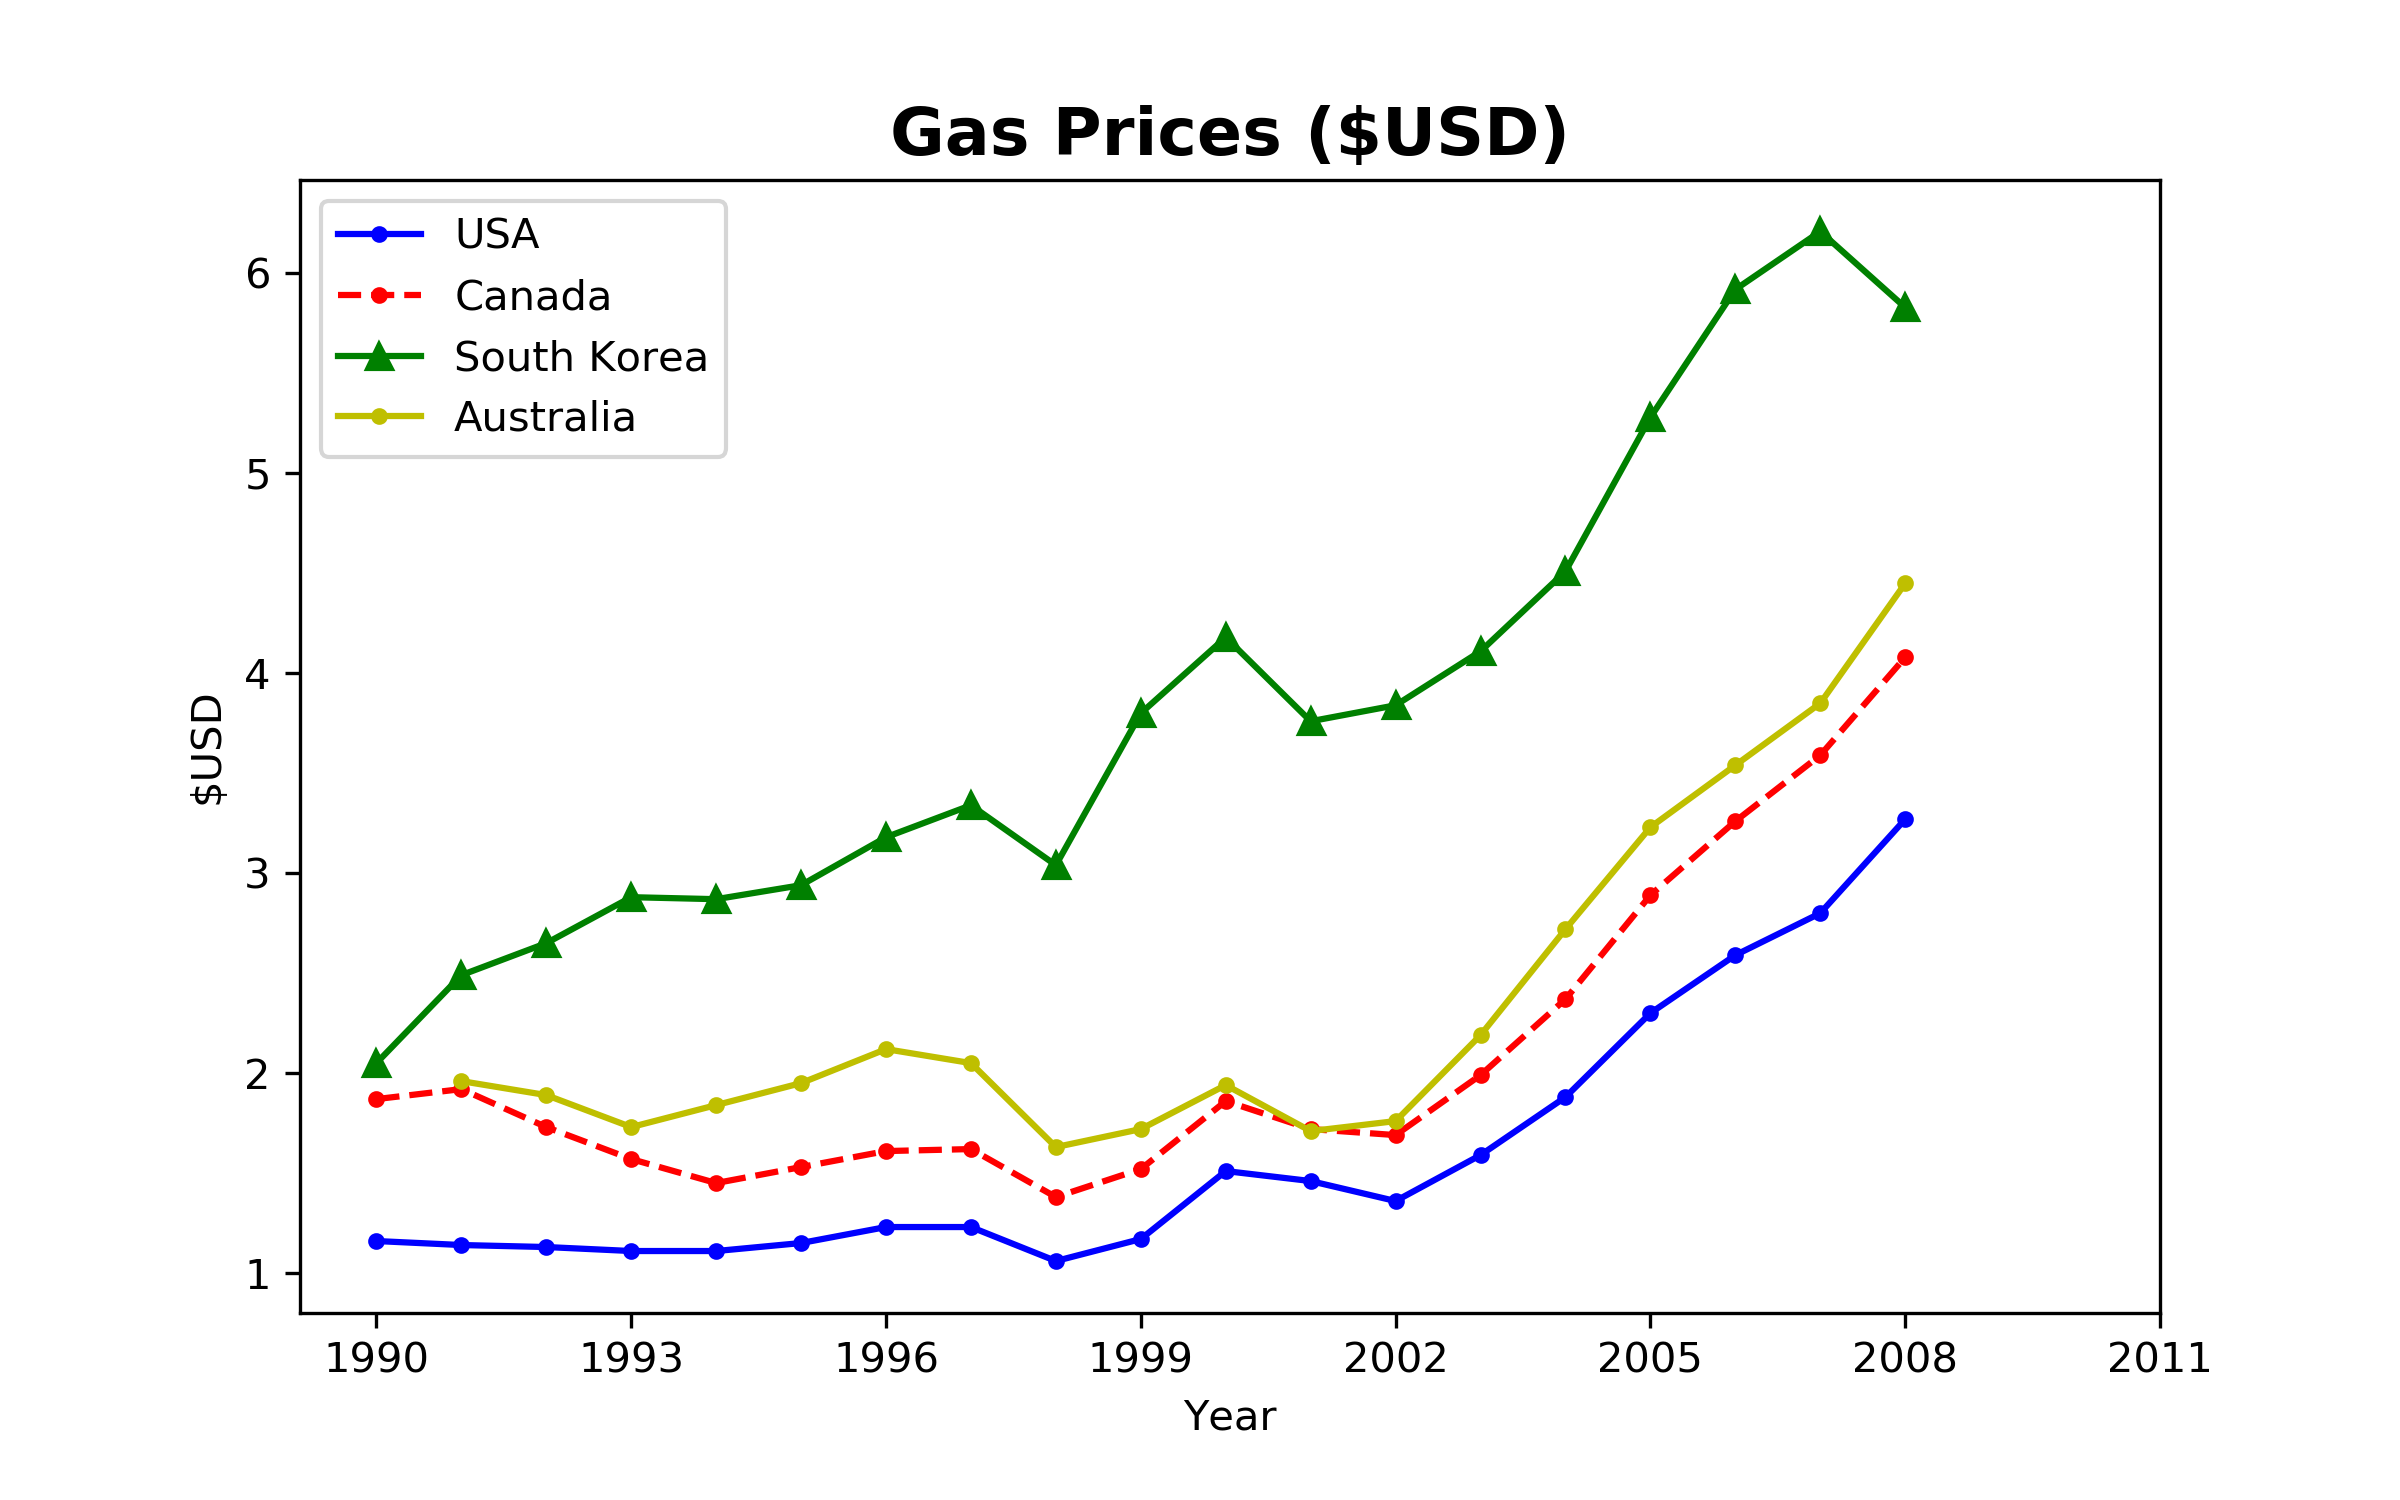 Gas Prices ($USD)
USA
Canada
South Korea
Australia
6
5
4
3
2
1
$USD
1990 1993 1996 1999 2002 2005 2008 2011
Year